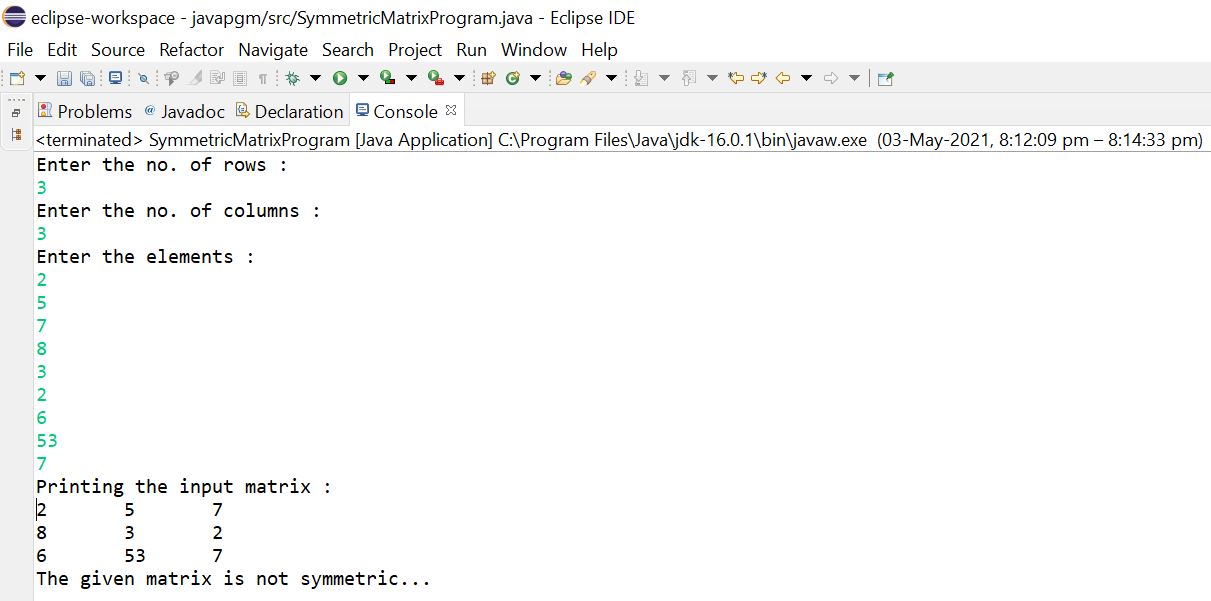 eclipse-workspace - javapgm/src/SymmetricMatrixProgram.java - Eclipse IDE
File Edit Source Refactor Navigate Search Project Run Window Help
Problems @ Javadoc Declaration Console
<terminated> SymmetricMatrixProgram [Java Application] C:\Program Files\Java\jdk-16.0.1\bin\javaw.exe (03-May-2021, 8:12:09 pm – 8:14:33 pm)
Enter the no. of rows :
3
Enter the no. of columns :
3
Enter the elements :
2
5
7
8
3
2
6
53
7
Printing the input matrix :
2 5 7
8 3 2
6 53 7
The given matrix is not symmetric...